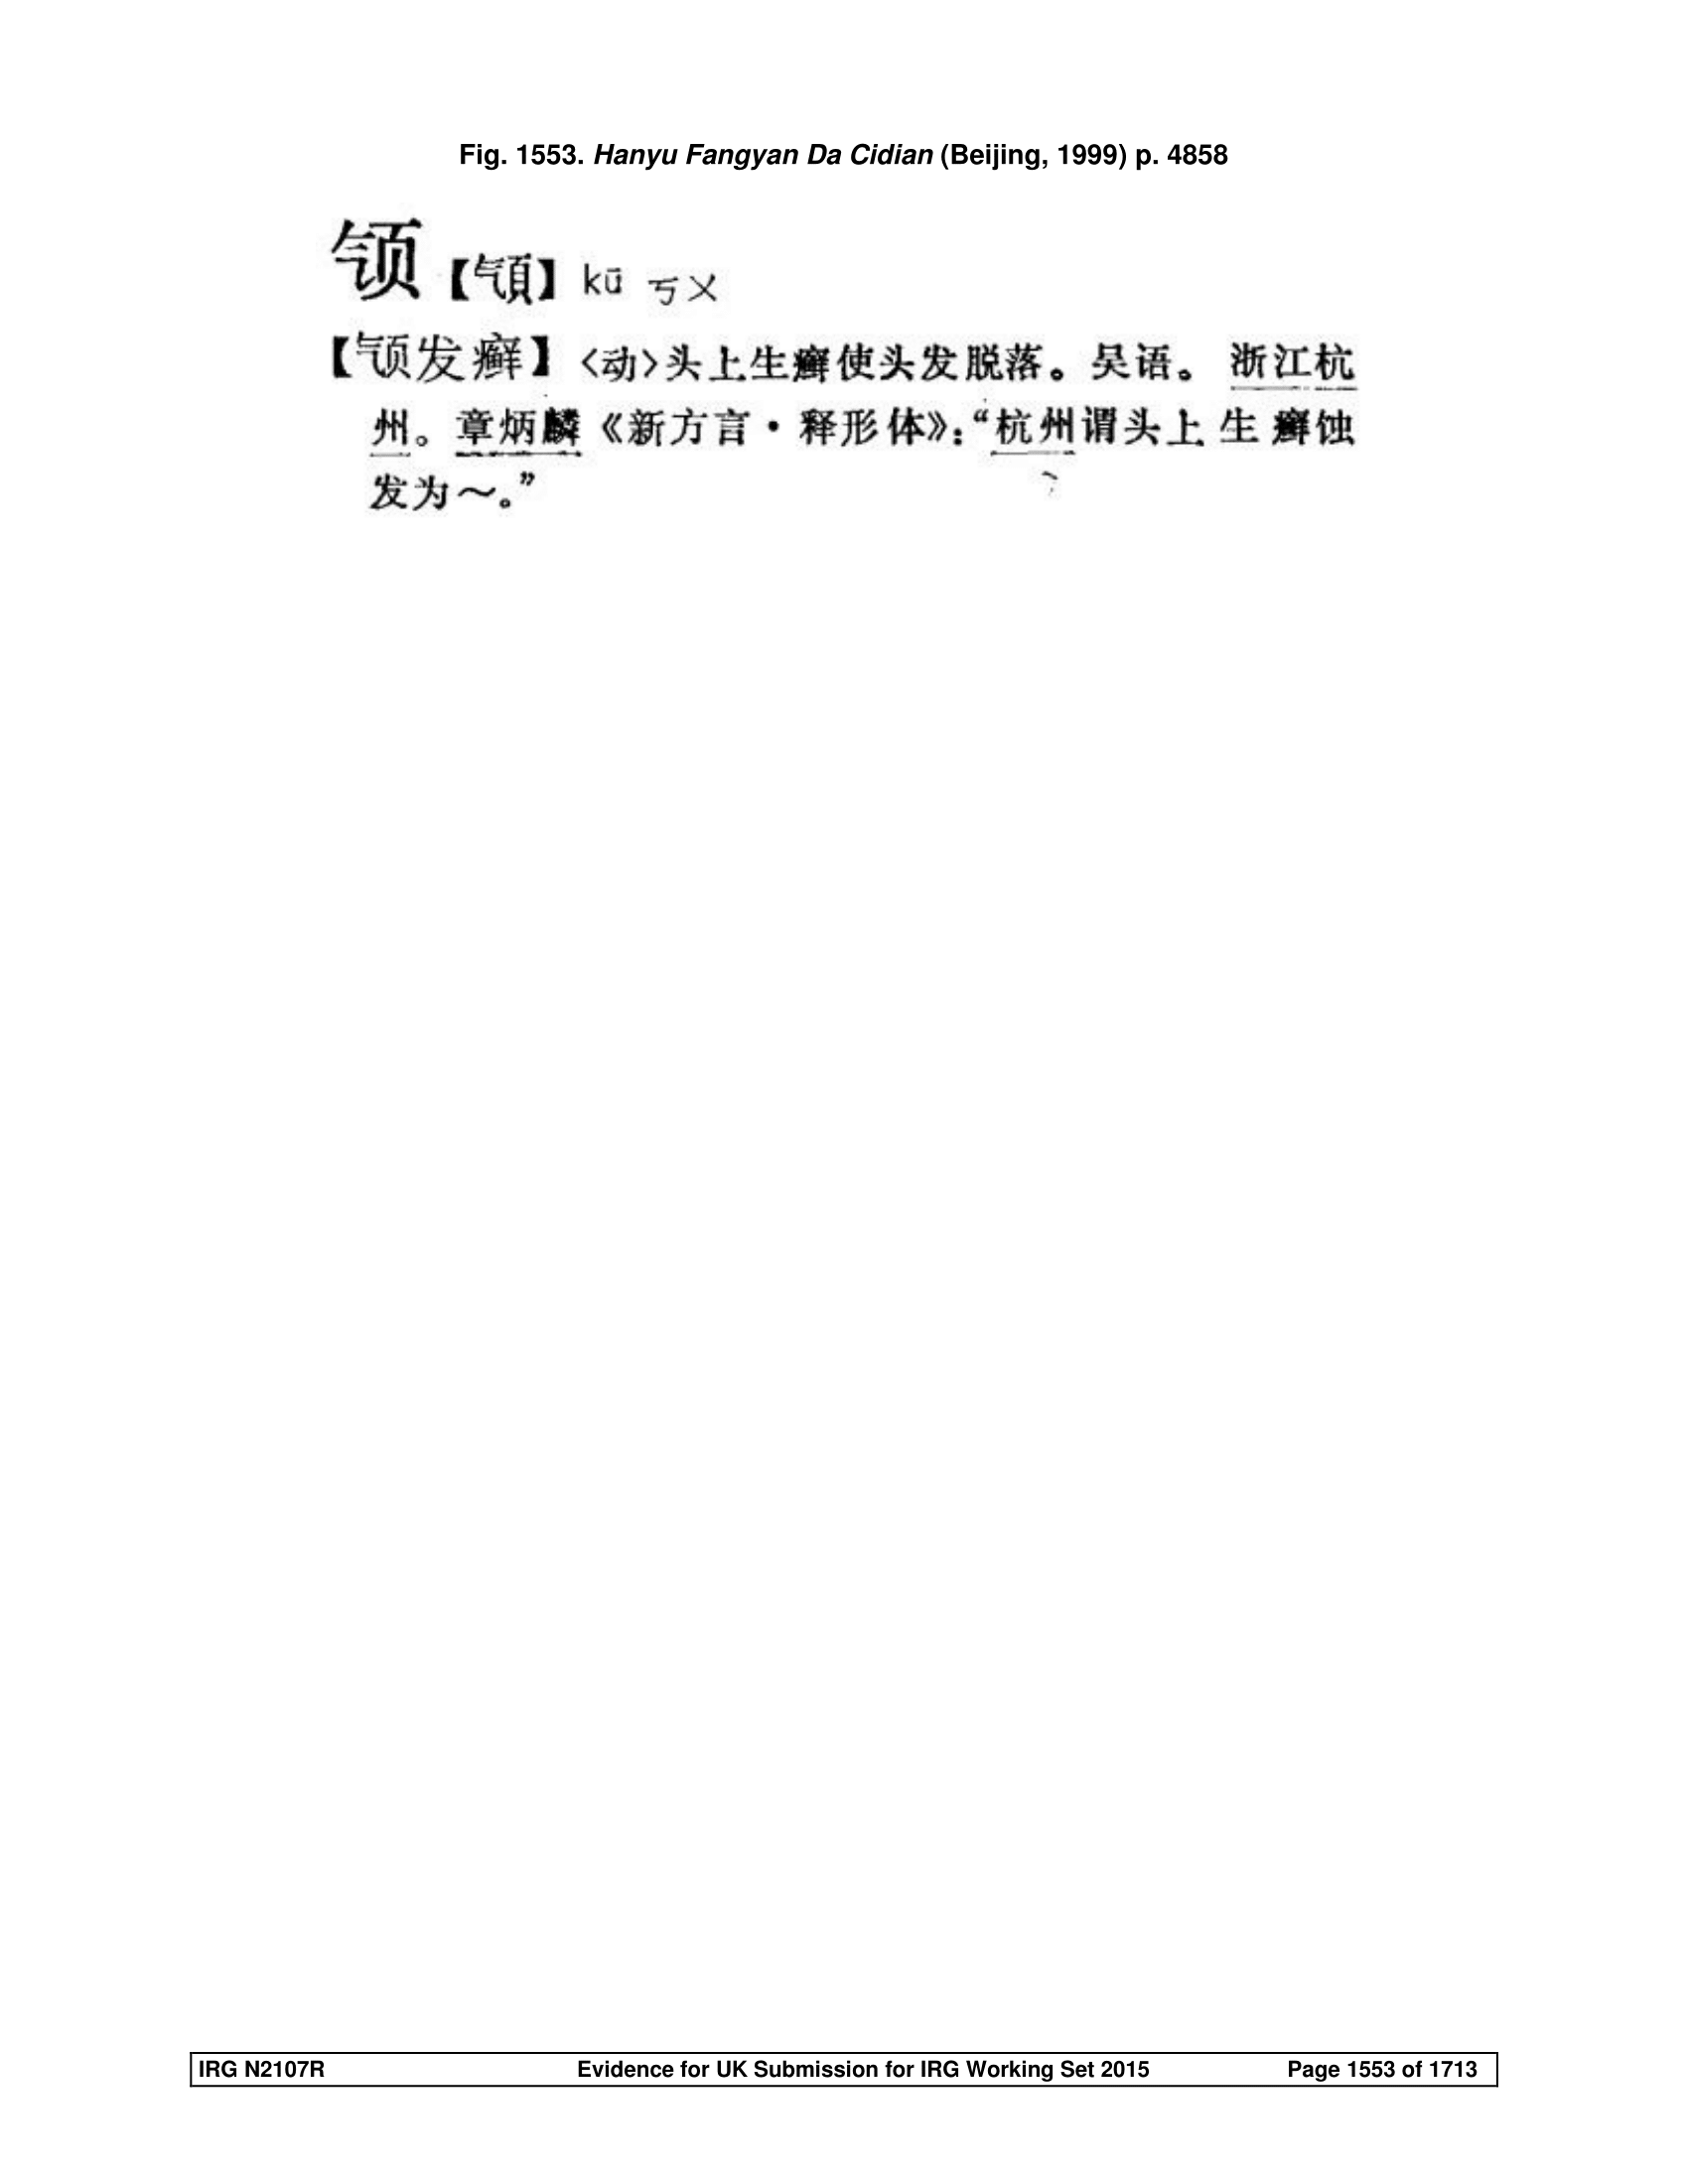 Fig. 1553. Hanyu Fangyan Da Cidian (Beijing, 1999) p. 4858
⿰气页【⿰气頁】kū ㄎㄨ
【⿰气页发癣】〈动〉头上生癣使头发脱落。吴语。浙江杭
州。章炳麟《新方言·释形体》:“杭州谓头上生癣蚀
发为～。”
IRG N2107R Evidence for UK Submission for IRG Working Set 2015 Page 1553 of 1713